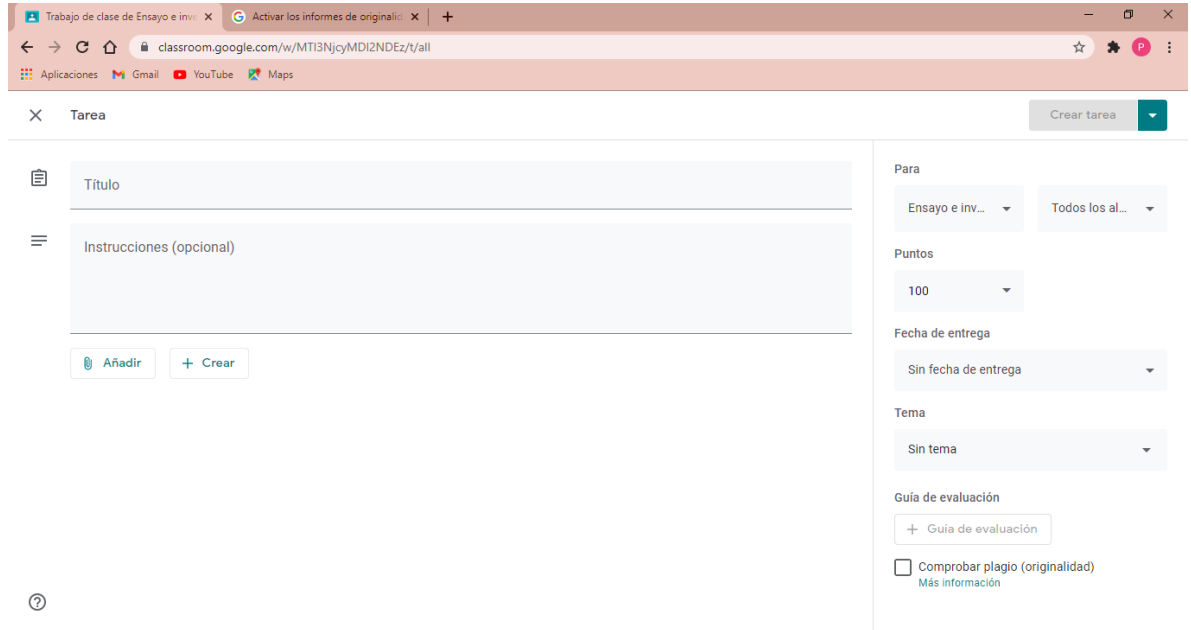 Trabajo de clase de Ensayo e inve
Activar los informes de originalid
classroom.google.com/w/MTI3NjcyMDI2NDEz/t/all
P
Aplicaciones Gmail YouTube Maps
Tarea
Crear tarea
Título
Instrucciones (opcional)
Añadir
Crear
Para
Ensayo e inv... Todos los al...
Puntos
100
Fecha de entrega
Sin fecha de entrega
Tema
Sin tema
Guía de evaluación
+ Guía de evaluación
Comprobar plagio (originalidad)
Más información